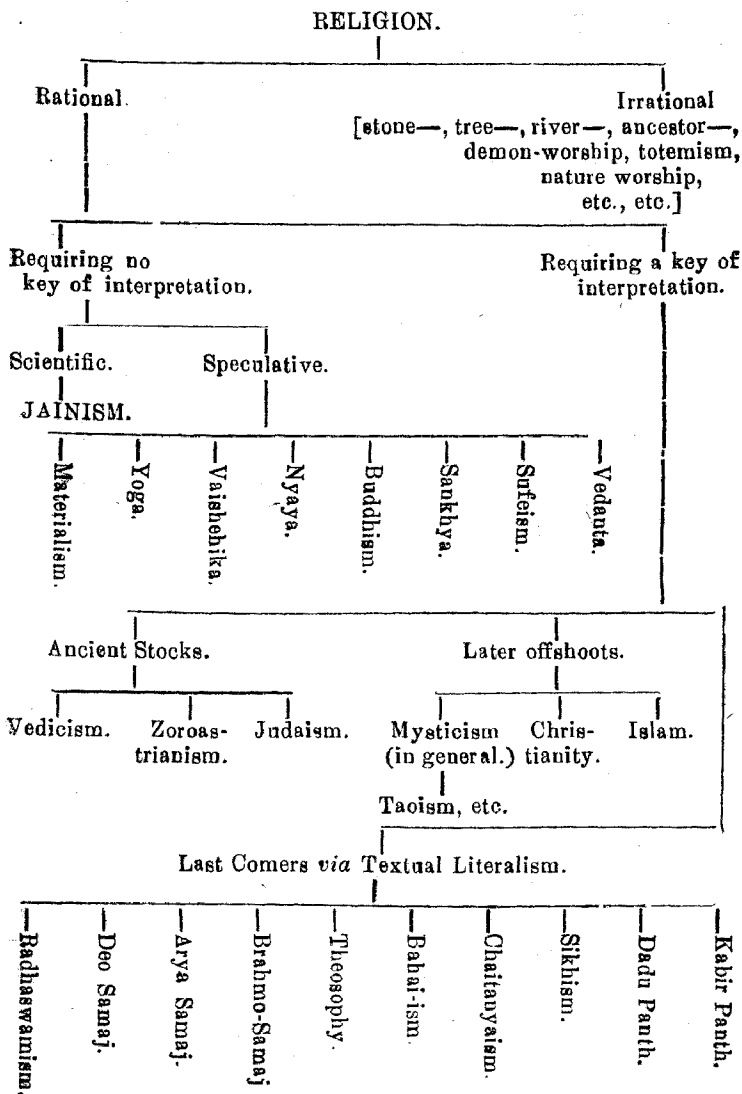 RELIGION.
Rational.
Irrational
[stone—, tree—, river—, ancestor—,
demon-worship, totemism,
nature worship,
etc., etc.]
Requiring no
key of interpretation.
Requiring a key of
interpretation.
Scientific.
Speculative.
JAINISM.
Materialism.
Yoga.
Vaishehika.
Nyaya.
Buddhism.
Sankhya.
Sufeism.
Vedanta.
Ancient Stocks.
Later offshoots.
Vedicism.
Zoroas-
trianism.
Judaism.
Mysticism
(in general.)
Chris-
tianity.
Islam.
Taoism, etc.
Last Comers via Textual Literalism.
Radhaswamism.
Deo Samaj.
Arya Samaj.
Brahmo-Samaj
Theosophy.
Bahai-ism
Chaitanyaism.
Sikhism.
Dadu Panth.
Kabir Panth.